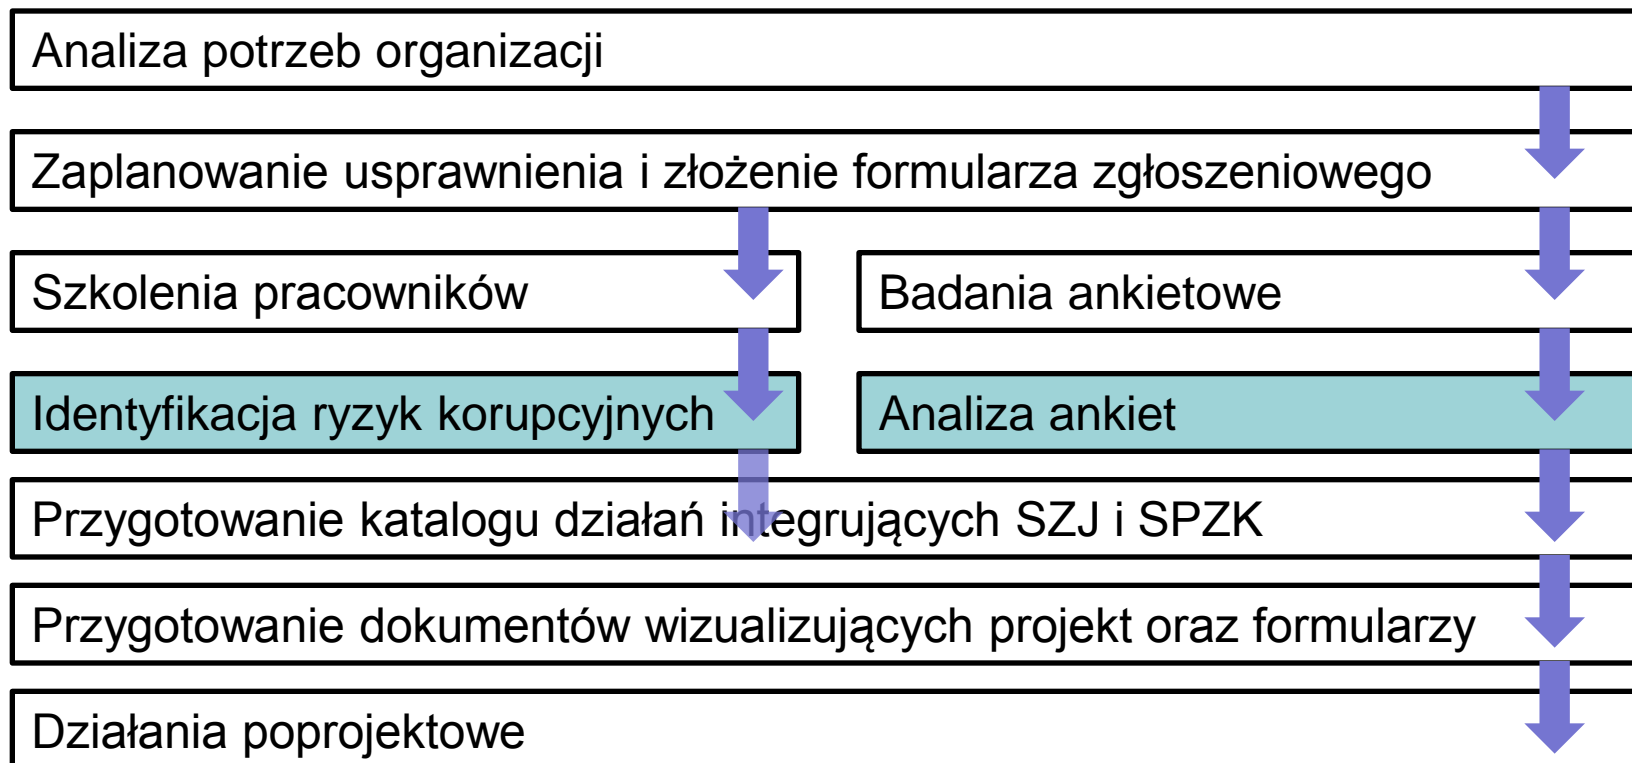 Analiza potrzeb organizacji
Zaplanowanie usprawnienia i złożenie formularza zgłoszeniowego
Szkolenia pracowników
Badania ankietowe
Identyfikacja ryzyk korupcyjnych
Analiza ankiet
Przygotowanie katalogu działań integrujących SZJ i SPZK
Przygotowanie dokumentów wizualizujących projekt oraz formularzy
Działania poprojektowe